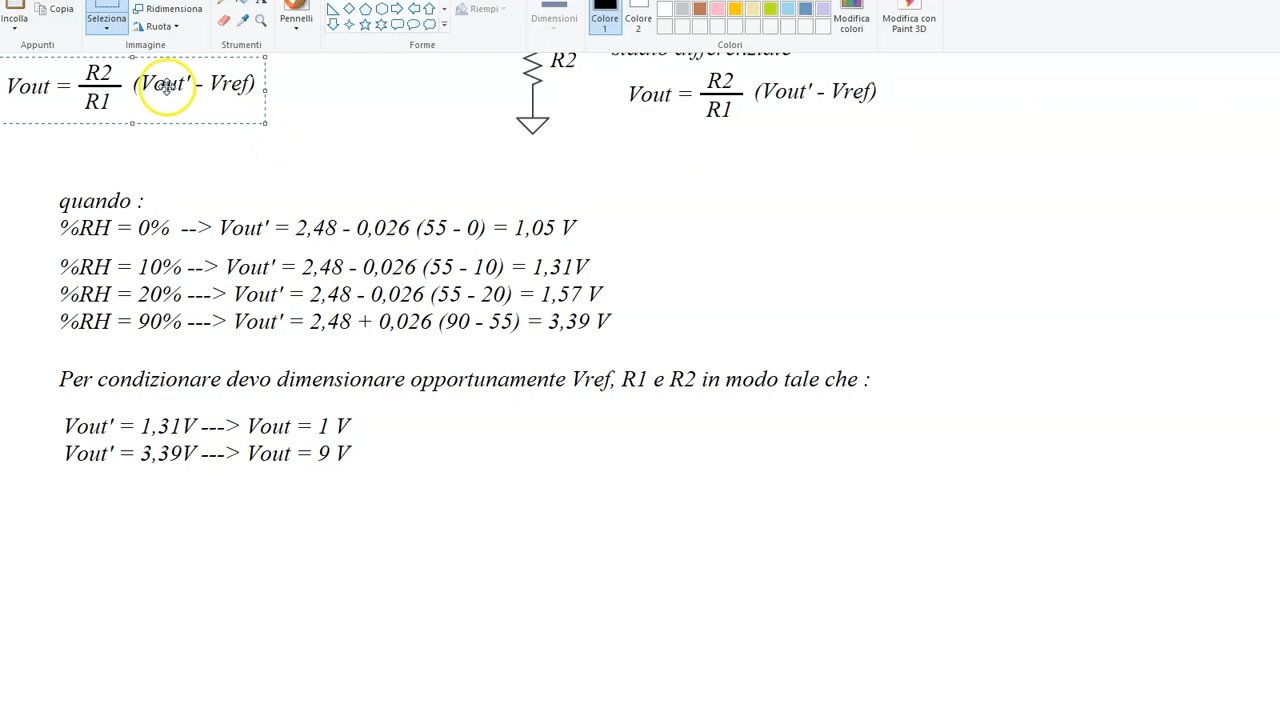 Incolla
Copia
Seleziona
Ridimensiona
Ruota
Pennelli
Riempi
Dimensioni
Colore 1
Colore 2
Modifica colori
Modifica con Paint 3D
Appunti
Immagine
Strumenti
Forme
Colori
stadio differenziale
R2
Vout = R2 / R1 (Vout' - Vref)
Vout = R2 / R1 (Vout' - Vref)
quando :
%RH = 0% --> Vout' = 2,48 - 0,026 (55 - 0) = 1,05 V
%RH = 10% --> Vout' = 2,48 - 0,026 (55 - 10) = 1,31V
%RH = 20% ---> Vout' = 2,48 - 0,026 (55 - 20) = 1,57 V
%RH = 90% ---> Vout' = 2,48 + 0,026 (90 - 55) = 3,39 V
Per condizionare devo dimensionare opportunamente Vref, R1 e R2 in modo tale che :
Vout' = 1,31V ---> Vout = 1 V
Vout' = 3,39V ---> Vout = 9 V